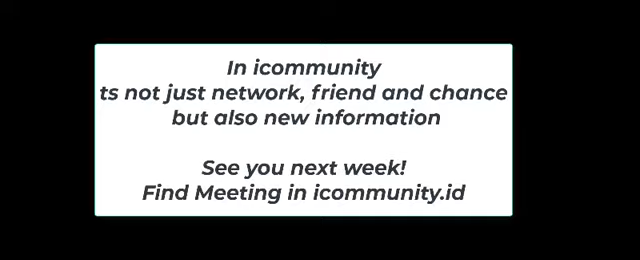 In icommunity
ts not just network, friend and chance
but also new information
See you next week!
Find Meeting in icommunity.id